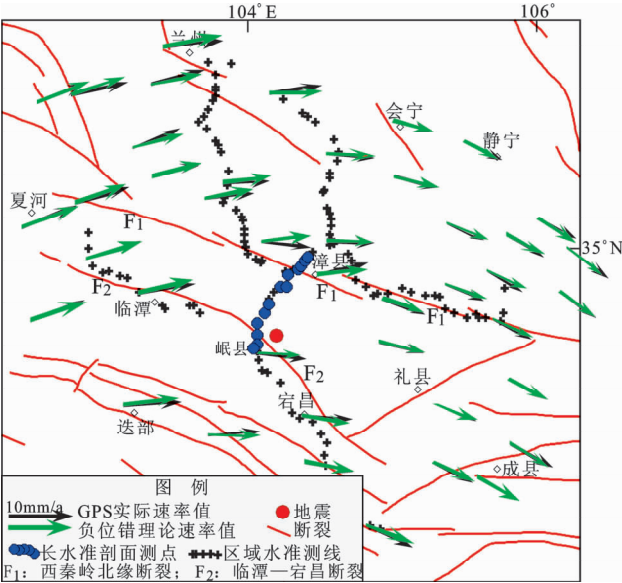 104°E
106°
兰州
会宁
静宁
夏河
F1
35°N
漳县
F2
F1
临潭
F1
岷县
F2
礼县
宕昌
迭部
成县
图 例
10mm/a GPS实际速率值 地震
负位错理论速率值 断裂
长水准剖面测点 区域水准测线
F1：西秦岭北缘断裂；F2：临潭—宕昌断裂